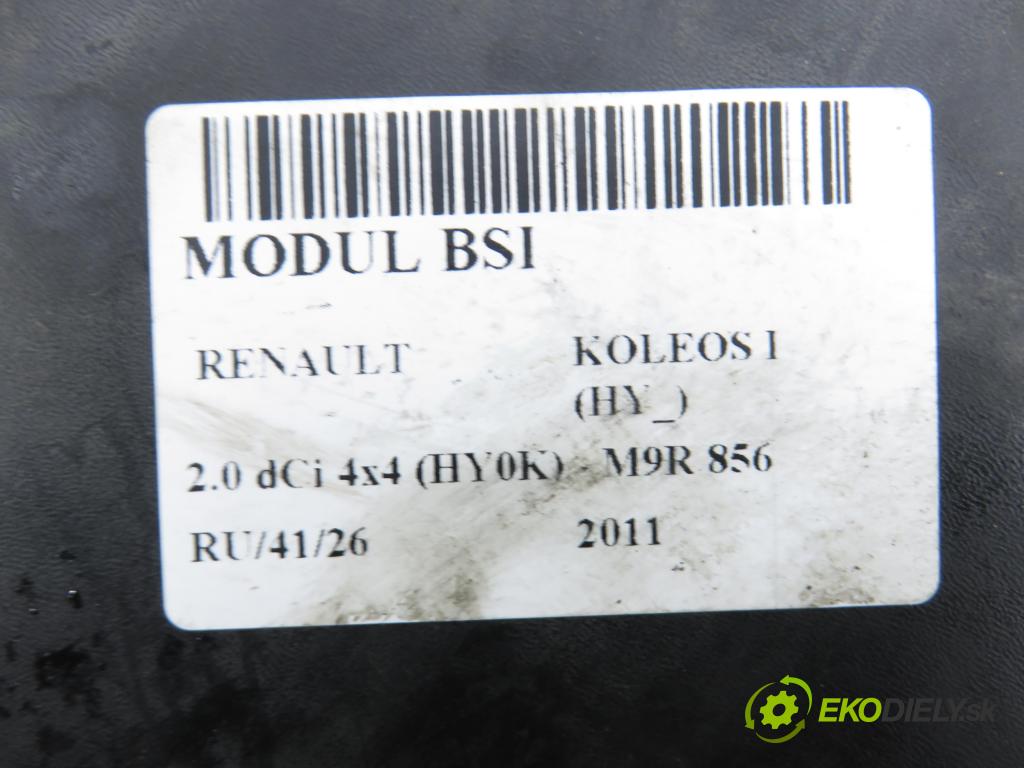 MODUL BSI
RENAULT KOLEOS I
(HY_)
2.0 dCi 4x4 (HY0K) - M9R 856
RU/41/26 2011
EKODIELY.sk